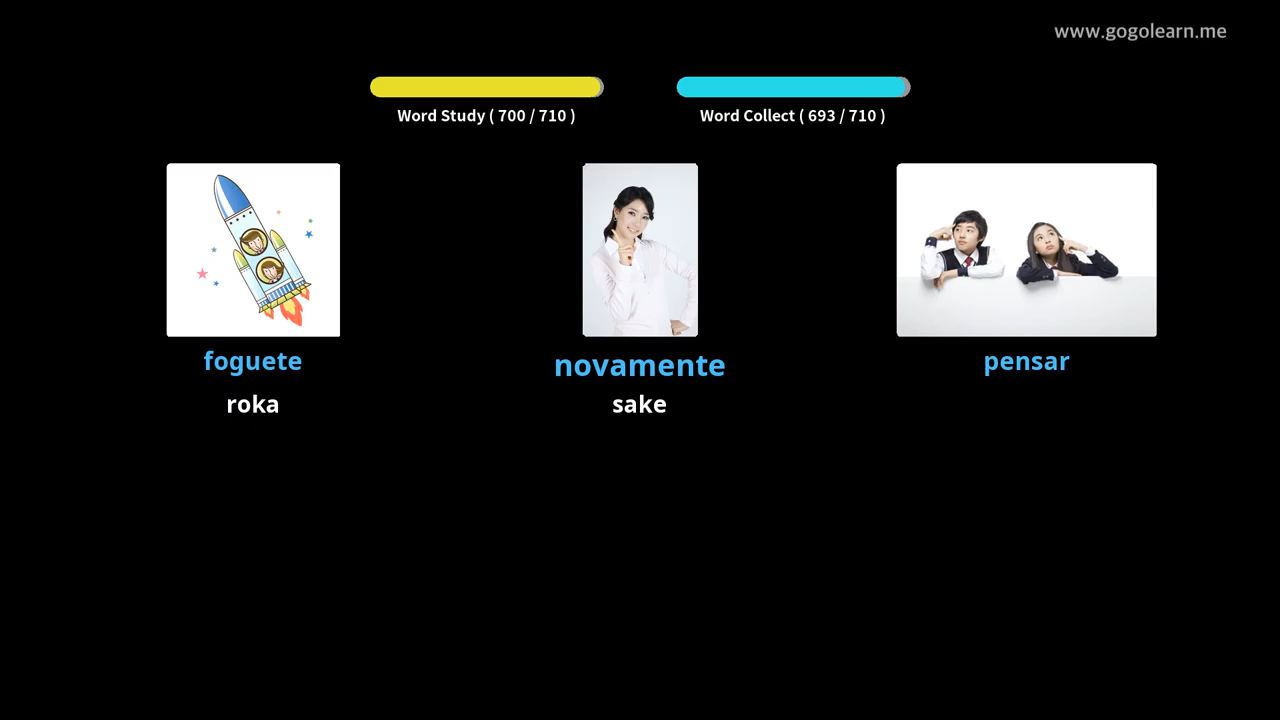 www.gogolearn.me
Word Study ( 700 / 710 )
Word Collect ( 693 / 710 )
foguete
novamente
pensar
roka
sake